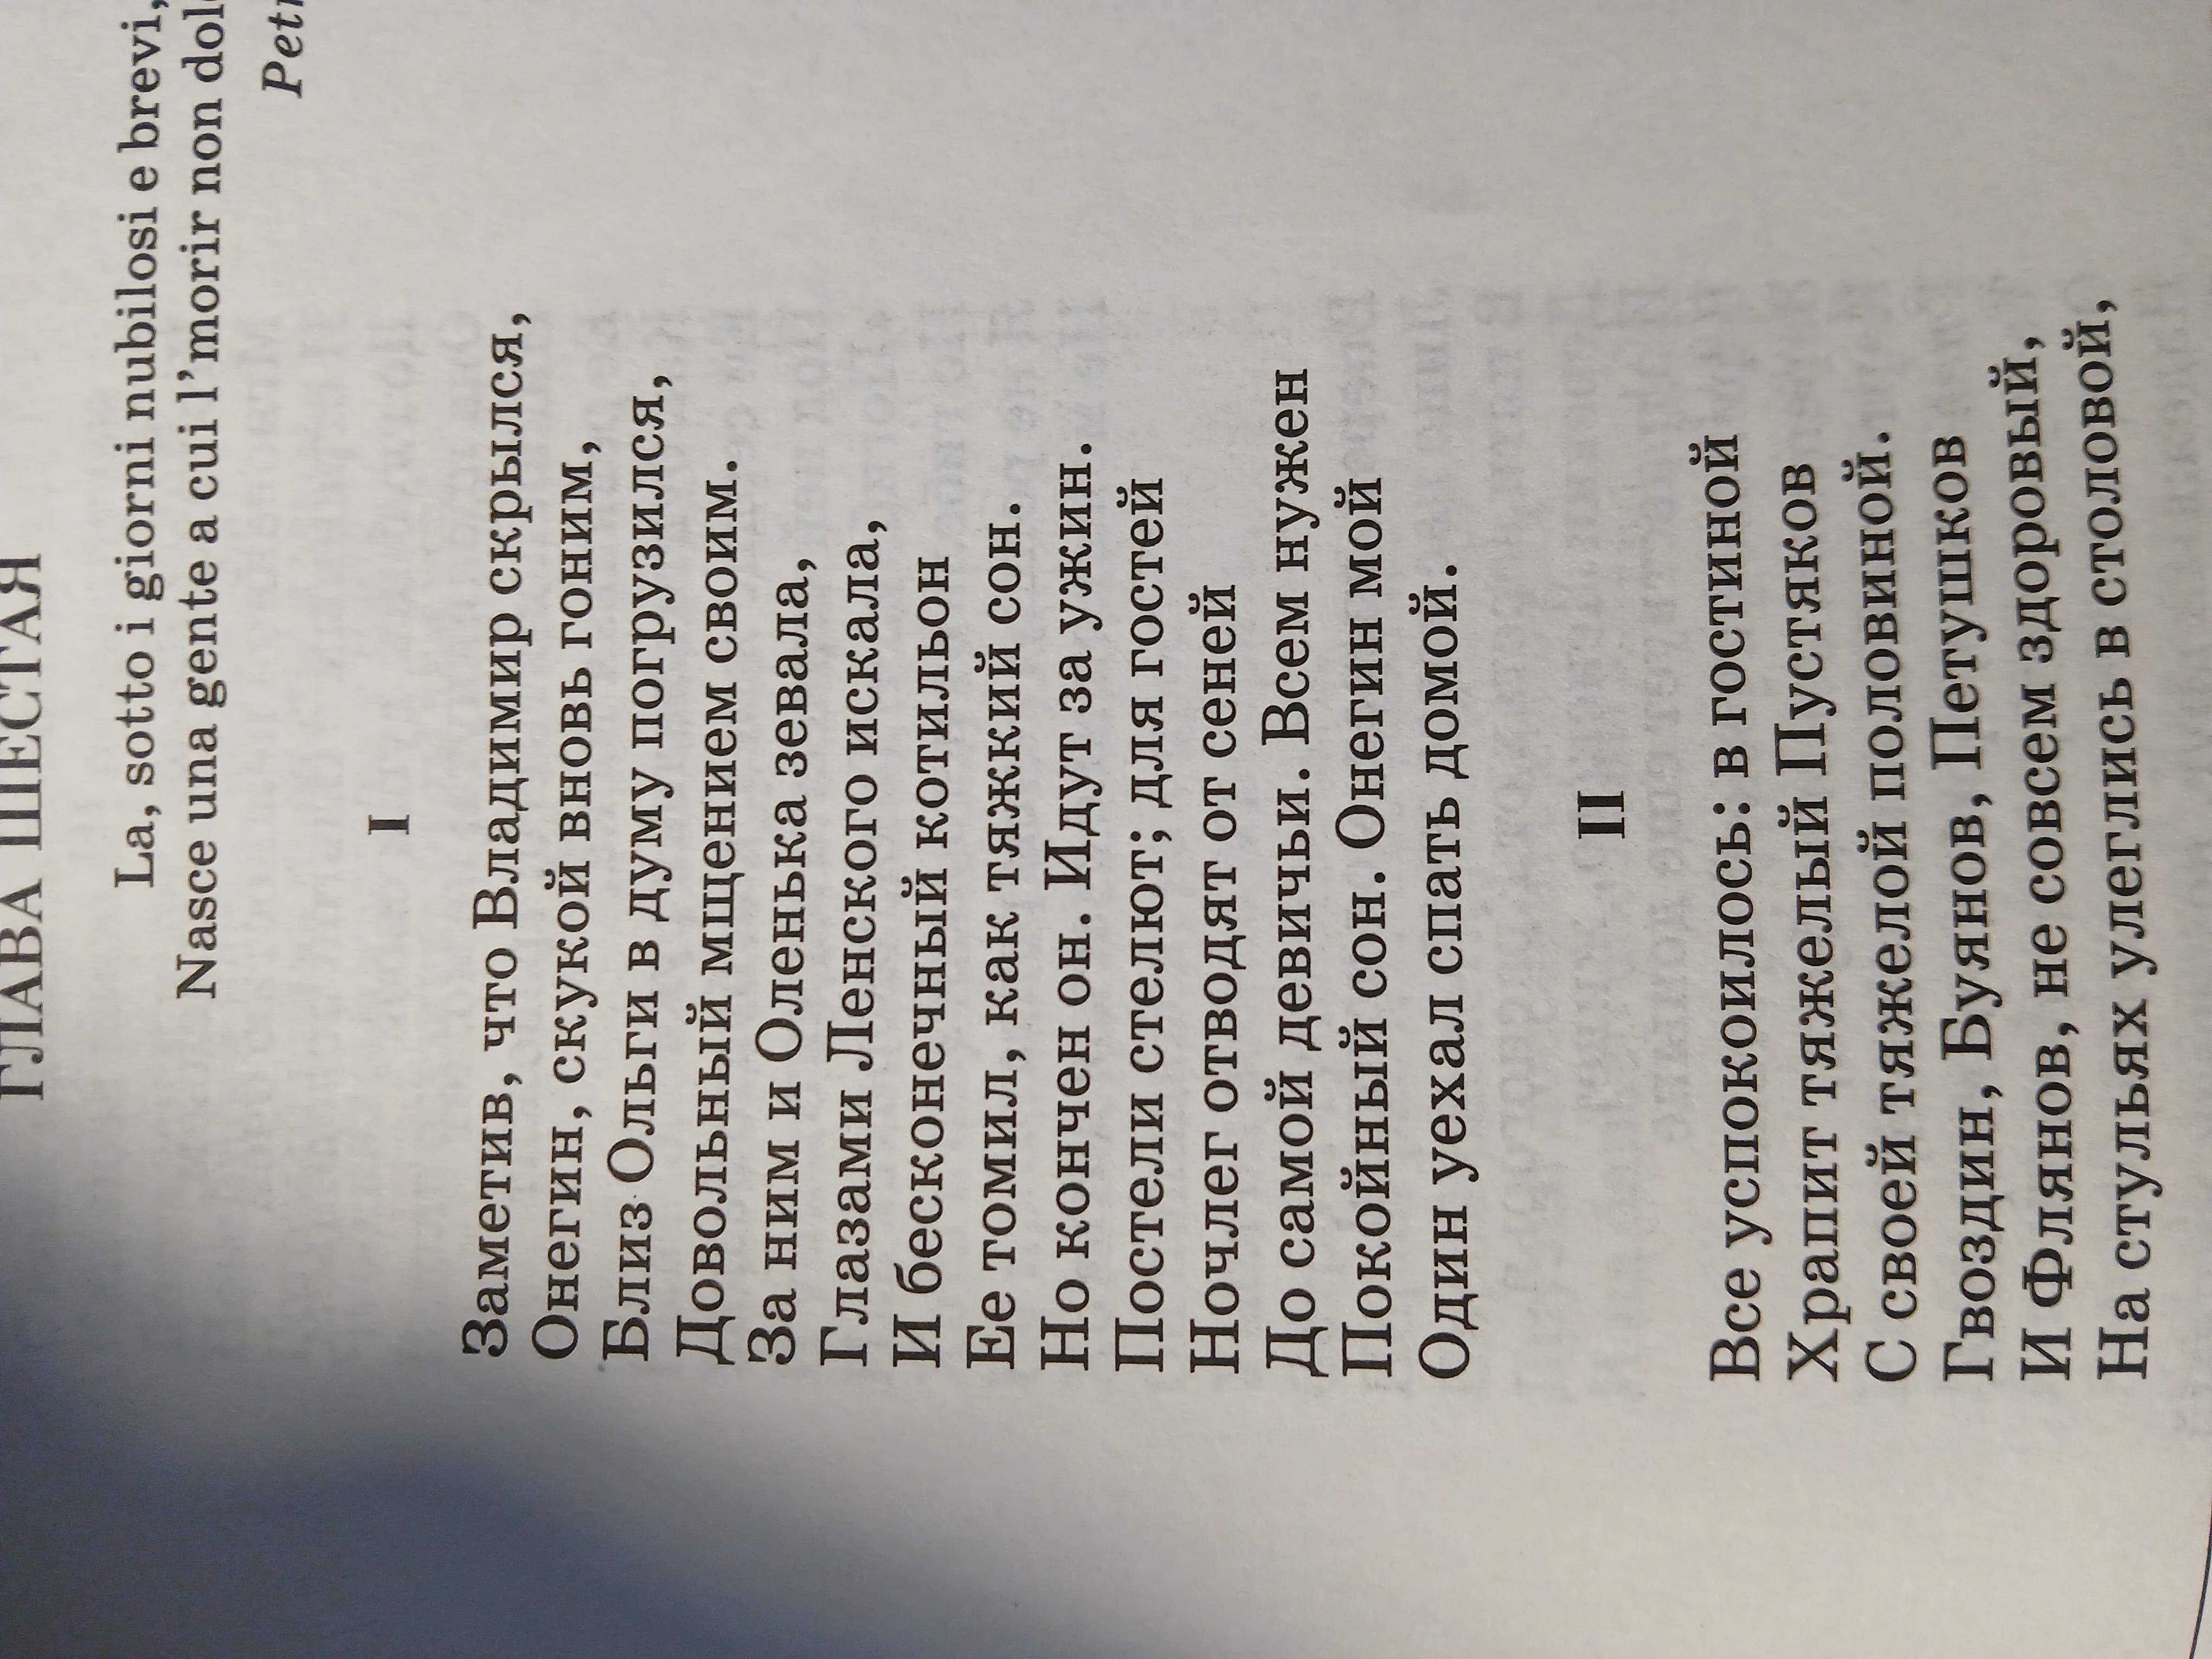 ГЛАВА ШЕСТАЯ
La, sotto i giorni nubilosi e brevi,
Nasce una gente a cui l’morir non
I
Заметив, что Владимир скрылся,
Онегин, скукой вновь гоним,
Близ Ольги в думу погрузился,
Довольный мщением своим.
За ним и Оленька зевала,
Глазами Ленского искала,
И бесконечный котильон
Ее томил, как тяжкий сон.
Но кончен он. Идут за ужин.
Постели стелют; для гостей
Ночлег отводят от сеней
До самой девичьи. Всем нужен
Покойный сон. Онегин мой
Один уехал спать домой.
II
Все успокоилось: в гостиной
Храпит тяжелый Пустяков
С своей тяжелой половиной.
Гвоздин, Буянов, Петушков
И Флянов, не совсем здоровый,
На стульях улеглись в столовой,